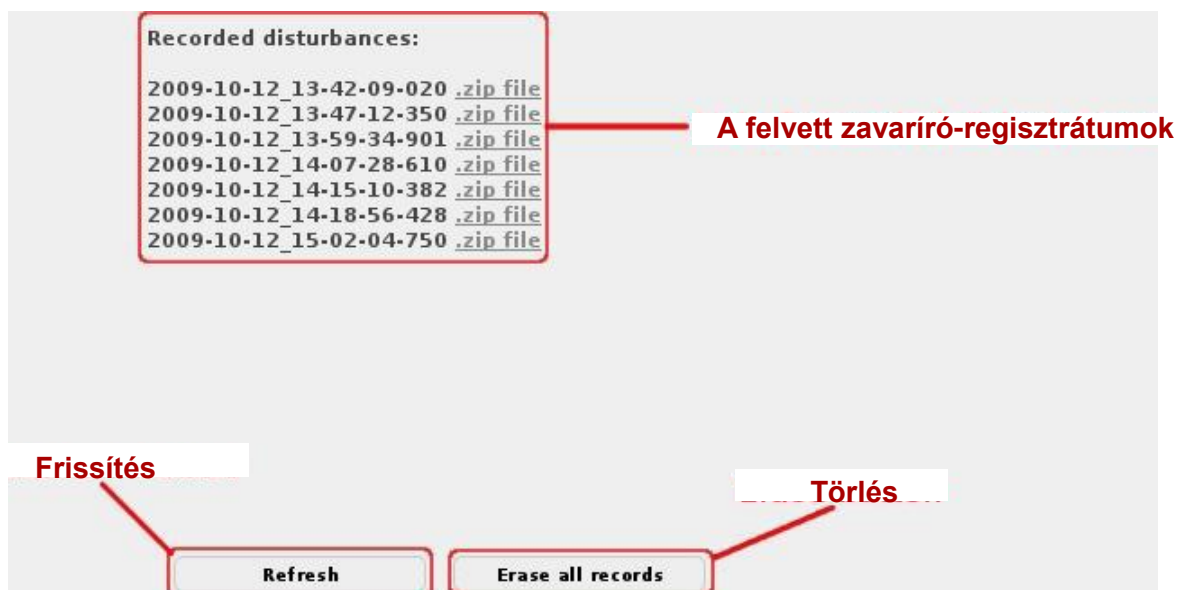 Recorded disturbances:
2009-10-12_13-42-09-020 .zip file
2009-10-12_13-47-12-350 .zip file
2009-10-12_13-59-34-901 .zip file
2009-10-12_14-07-28-610 .zip file
2009-10-12_14-15-10-382 .zip file
2009-10-12_14-18-56-428 .zip file
2009-10-12_15-02-04-750 .zip file
A felvett zavaríró-regisztrátumok
Frissítés
Törlés
Refresh
Erase all records